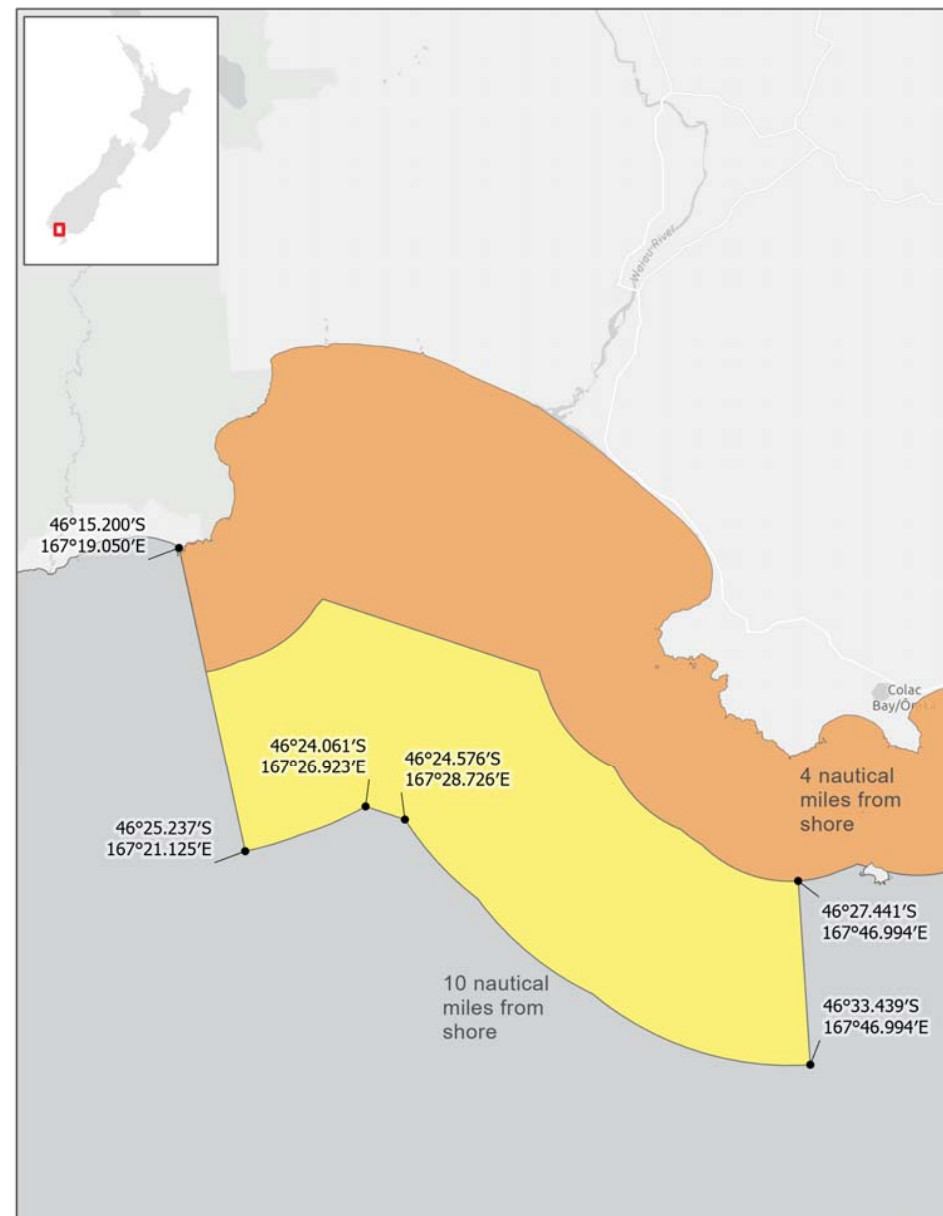 Waiau River
46°15.200'S
167°19.050'E
Colac
46°24.061'S
167°26.923'E
46°24.576'S
167°28.726'E
4 nautical
miles from
shore
46°25.237'S
167°21.125'E
46°27.441'S
167°46.994'E
10 nautical
miles from
shore
46°33.439'S
167°46.994'E